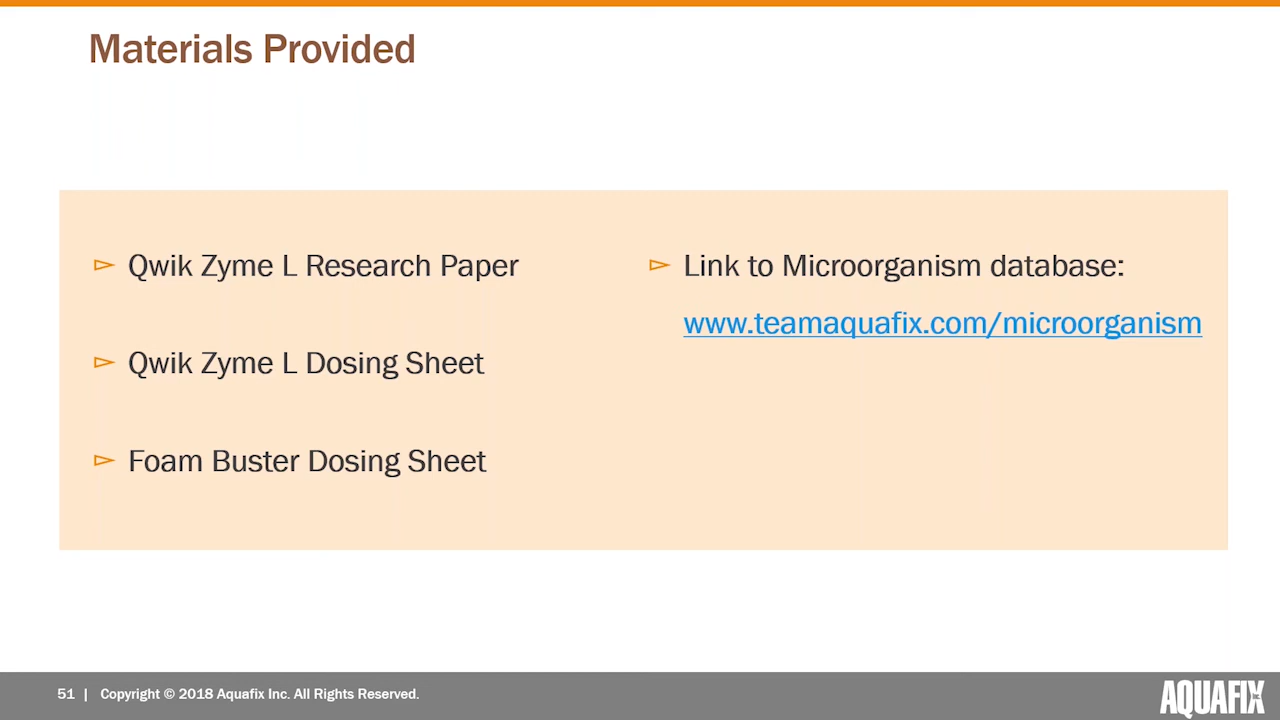 Materials Provided
Qwik Zyme L Research Paper
Qwik Zyme L Dosing Sheet
Foam Buster Dosing Sheet
Link to Microorganism database:
www.teamaquafix.com/microorganism
51 | Copyright © 2018 Aquafix Inc. All Rights Reserved.
AQUAFIX INC.